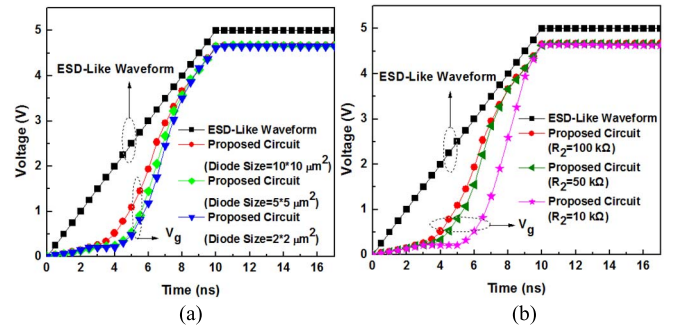 (a)
Voltage (V)
5
4
3
2
1
0
ESD-Like Waveform
ESD-Like Waveform
Proposed Circuit
(Diode Size=10*10 μm²)
Proposed Circuit
(Diode Size=5*5 μm²)
Proposed Circuit
(Diode Size=2*2 μm²)
Vg
0 2 4 6 8 10 12 14 16
Time (ns)
(a)
(b)
Voltage (V)
5
4
3
2
1
0
ESD-Like Waveform
ESD-Like Waveform
Proposed Circuit
(R₂=100 kΩ)
Proposed Circuit
(R₂=50 kΩ)
Proposed Circuit
(R₂=10 kΩ)
Vg
0 2 4 6 8 10 12 14 16
Time (ns)
(b)